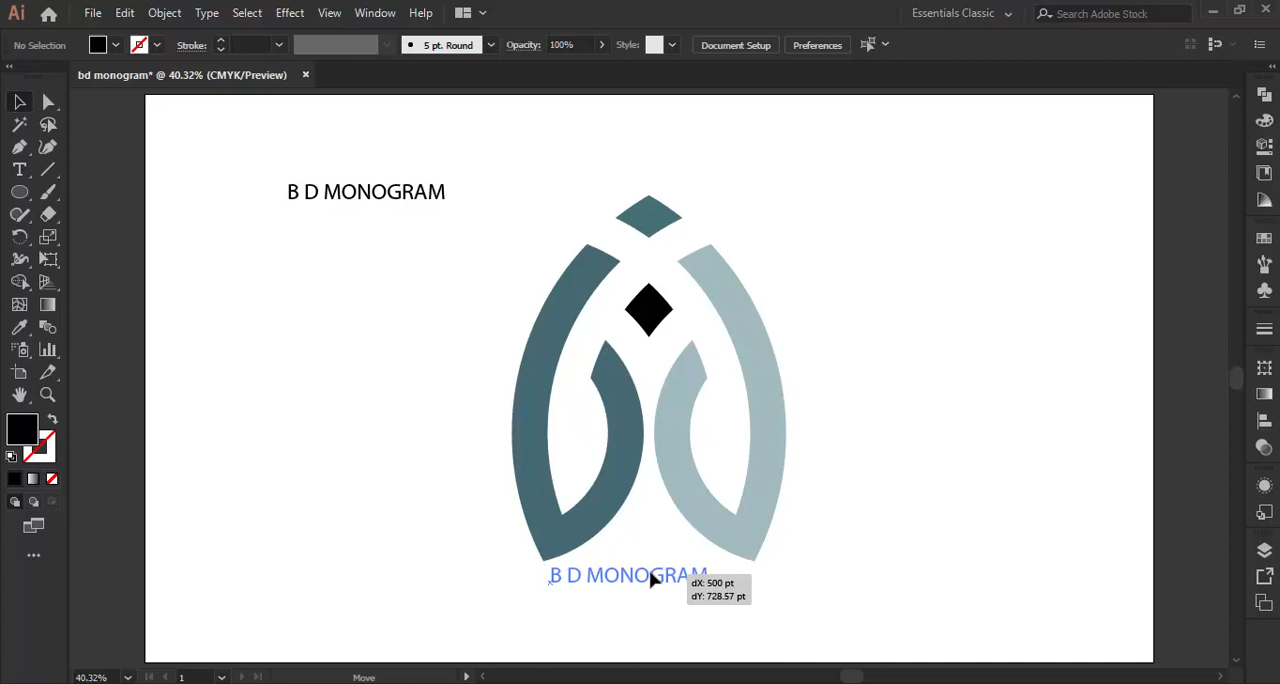 Ai File Edit Object Type Select Effect View Window Help Essentials Classic Search Adobe Stock
No Selection Stroke: 5 pt. Round Opacity: 100% Style: Document Setup Preferences
bd monogram* @ 40.32% (CMYK/Preview)
B D MONOGRAM
B D MONOGRAM
dX: 500 pt
dY: 728.57 pt
40.32% 1 Move